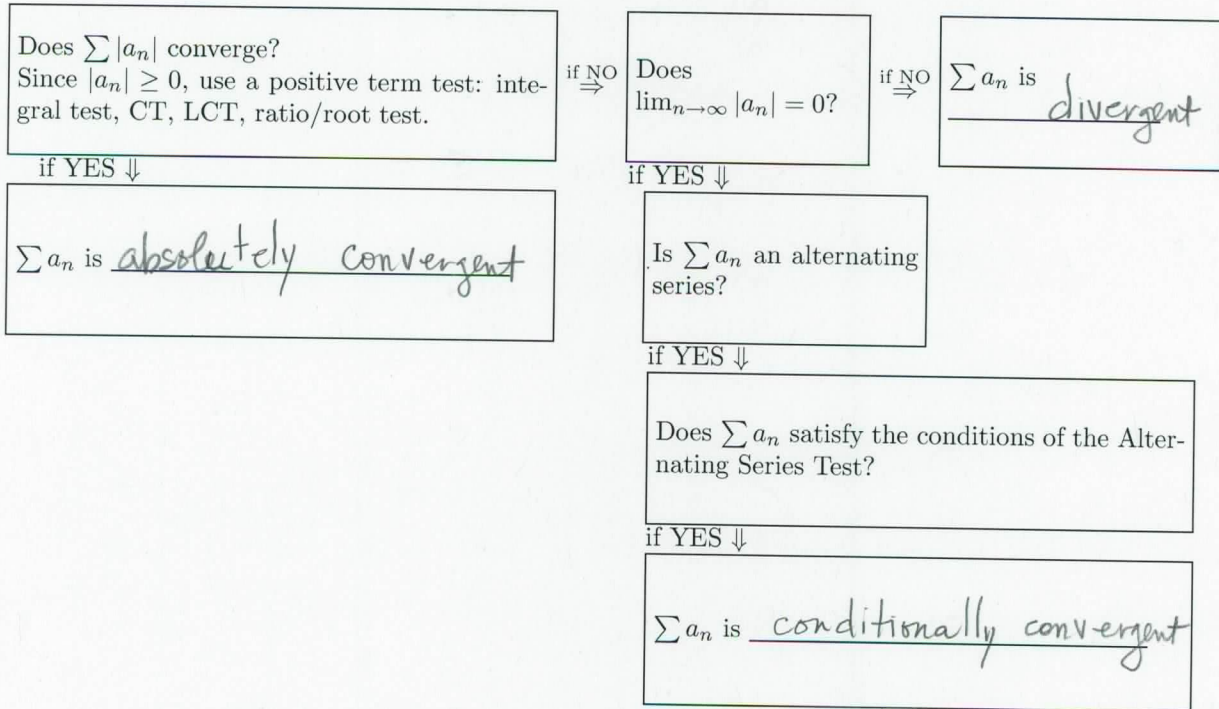 Does ∑ |aₙ| converge?
Since |aₙ| ≥ 0, use a positive term test: inte-
gral test, CT, LCT, ratio/root test.
if NO ⇒
Does
limₙ→∞ |aₙ| = 0?
if NO ⇒
∑ aₙ is
divergent
if YES ⇓
∑ aₙ is absolutely convergent
if YES ⇓
Is ∑ aₙ an alternating
series?
if YES ⇓
Does ∑ aₙ satisfy the conditions of the Alter-
nating Series Test?
if YES ⇓
∑ aₙ is conditionally convergent